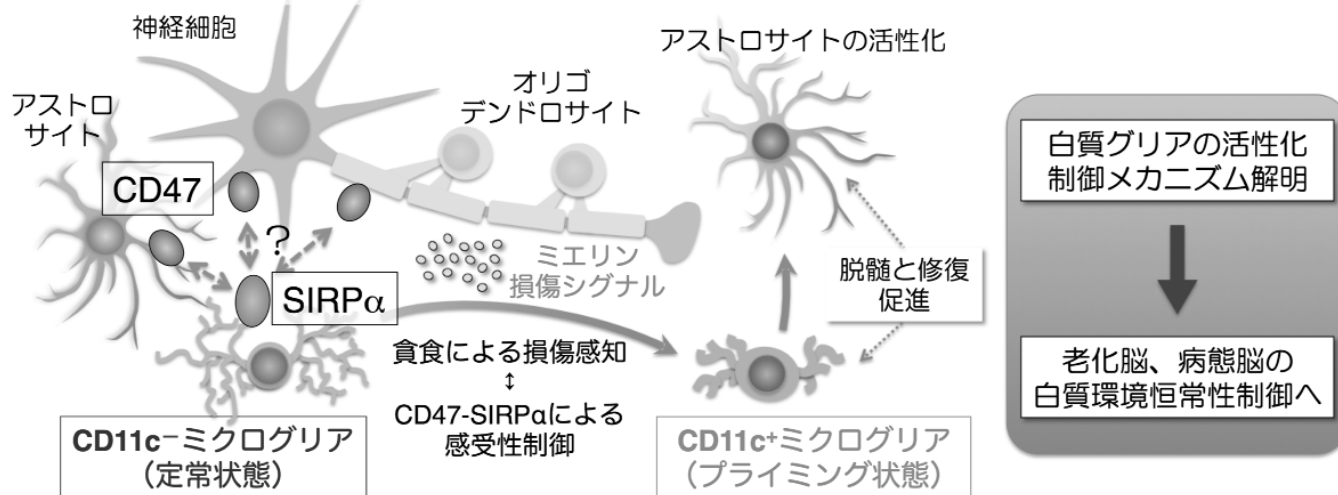 神経細胞
アストロサイトの活性化
オリゴ
デンドロサイト
アストロ
サイト
CD47
?
SIRPα
ミエリン
損傷シグナル
脱髄と修復
促進
貪食による損傷感知
↕
CD47-SIRPαによる
感受性制御
CD11c⁻ミクログリア
(定常状態)
CD11c⁺ミクログリア
(プライミング状態)
白質グリアの活性化
制御メカニズム解明
老化脳、病態脳の
白質環境恒常性制御へ